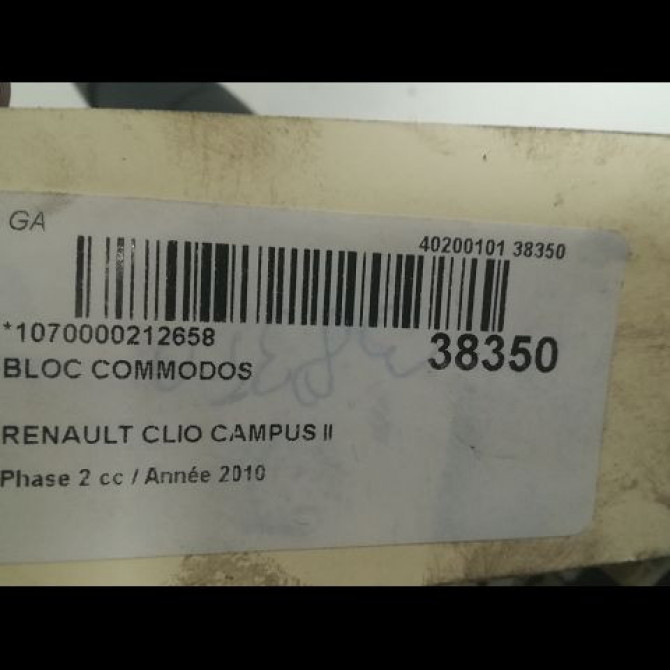 GA
40200101 38350
*1070000212658
38350
BLOC COMMODOS
RENAULT CLIO CAMPUS II
Phase 2 cc / Année 2010